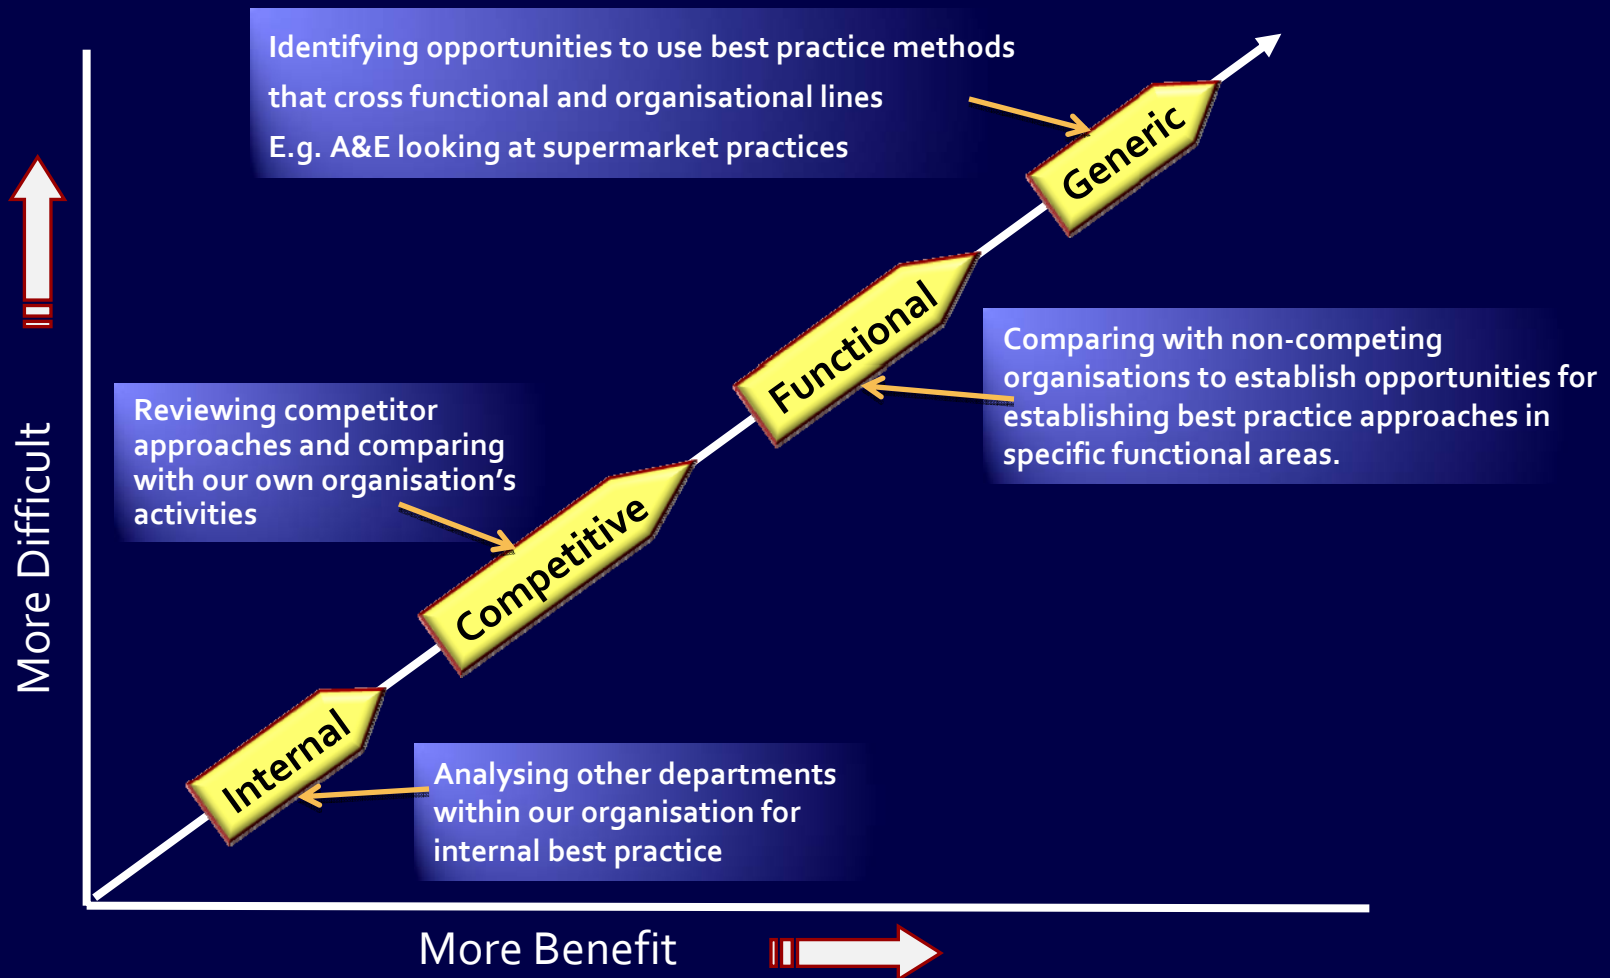 Identifying opportunities to use best practice methods
that cross functional and organisational lines
E.g. A&E looking at supermarket practices
Generic
Functional
Comparing with non-competing
organisations to establish opportunities for
establishing best practice approaches in
specific functional areas.
Reviewing competitor
approaches and comparing
with our own organisation's
activities
Competitive
Internal
Analysing other departments
within our organisation for
internal best practice
More Difficult
More Benefit